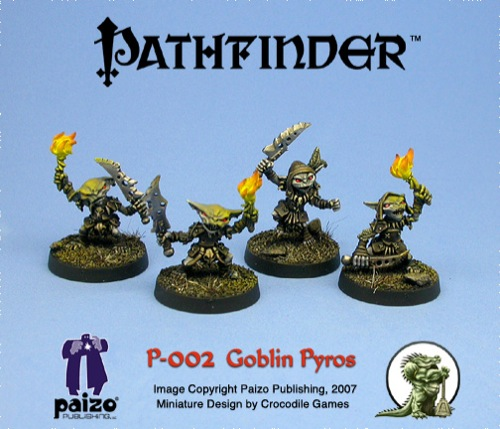 PATHFINDER™
P-002 Goblin Pyros
Image Copyright Paizo Publishing, 2007
Miniature Design by Crocodile Games
paizo
PUBLISHING